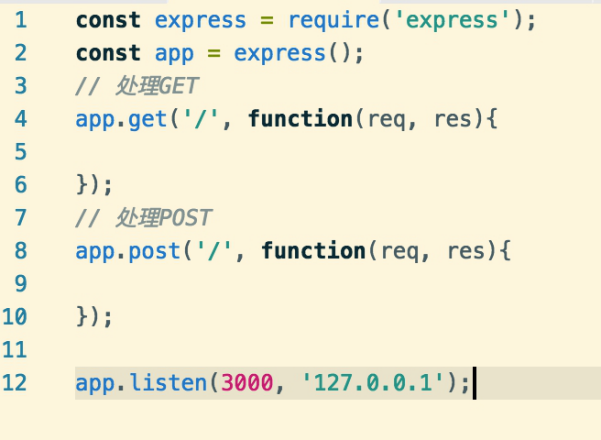 1 const express = require('express');
2 const app = express();
3 // 处理GET
4 app.get('/', function(req, res){
5
6 });
7 // 处理POST
8 app.post('/', function(req, res){
9
10 });
11
12 app.listen(3000, '127.0.0.1');